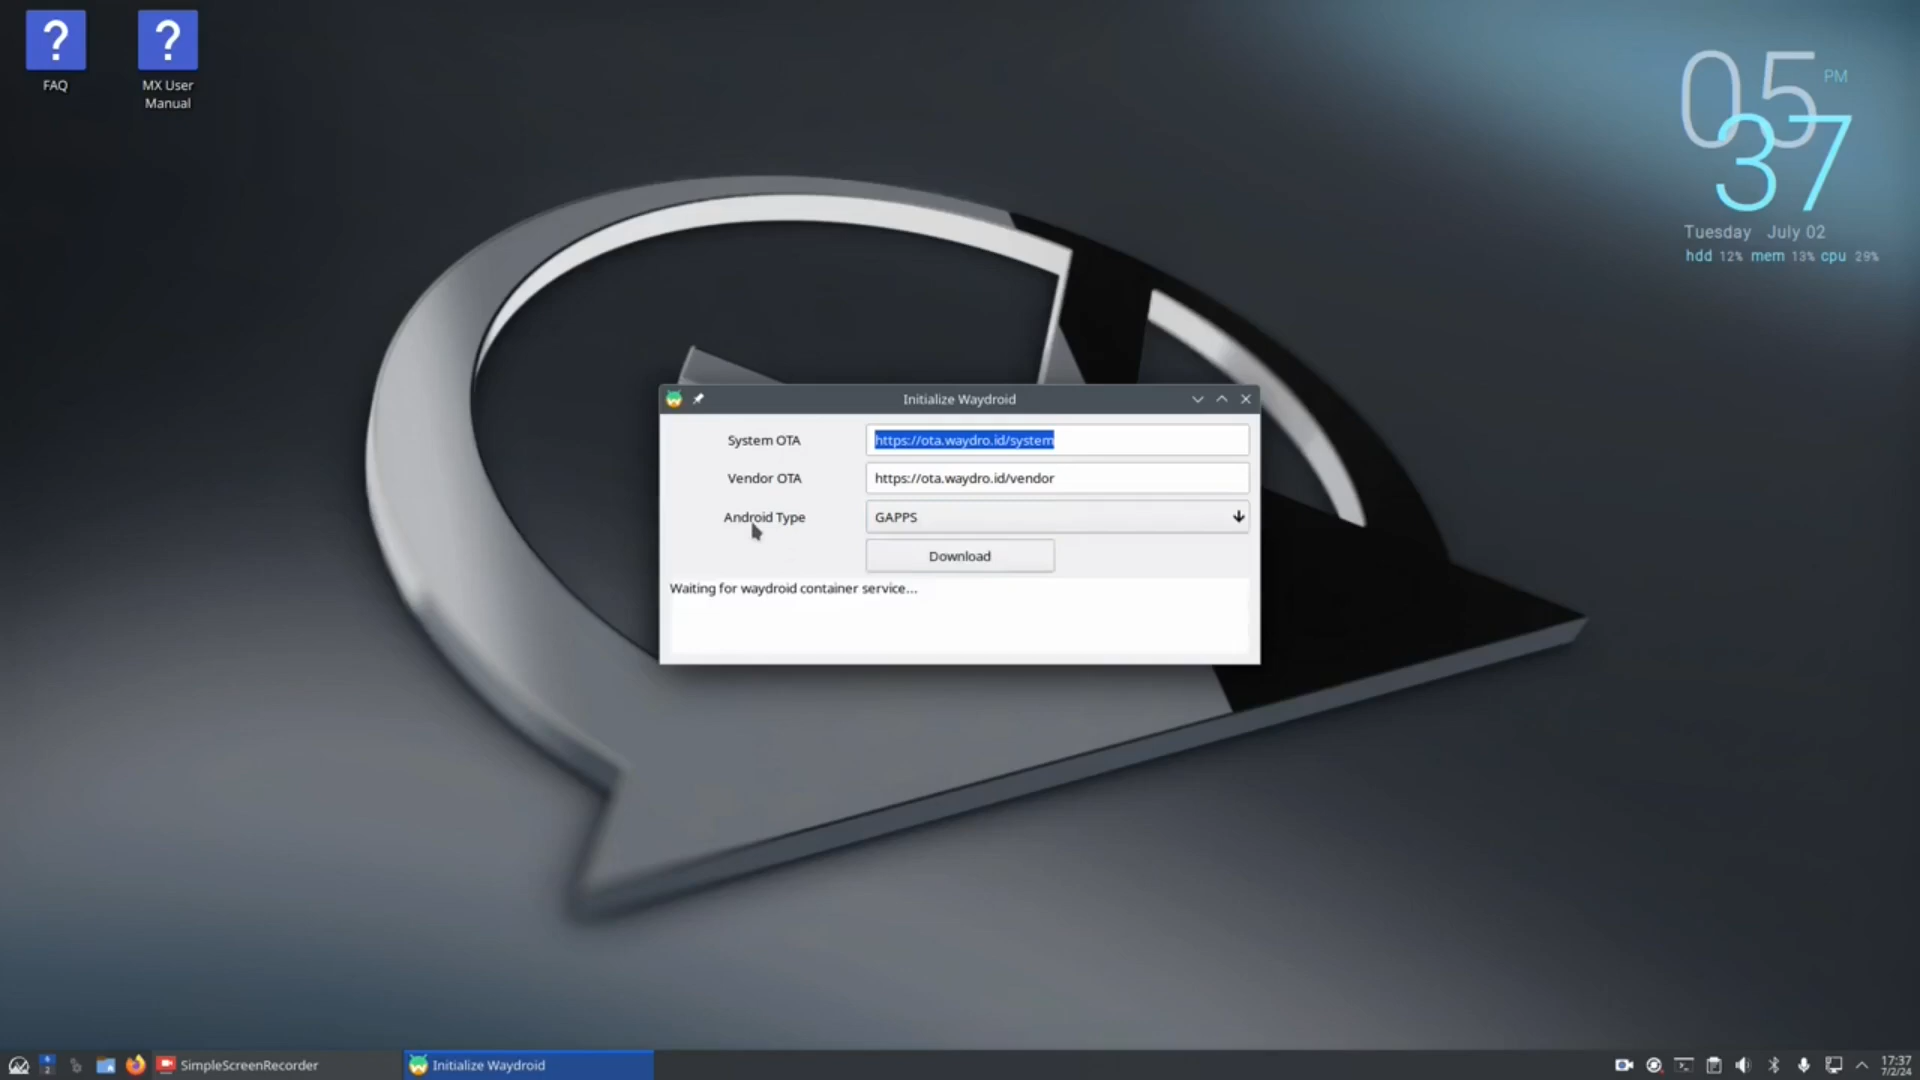 FAQ
MX User
Manual
05 PM
37
Tuesday July 02
hdd 12% mem 13% cpu 29%
Initialize Waydroid
System OTA
https://ota.waydro.id/system
Vendor OTA
https://ota.waydro.id/vendor
Android Type
GAPPS
Download
Waiting for waydroid container service...
SimpleScreenRecorder
Initialize Waydroid
17:37
7/2/24